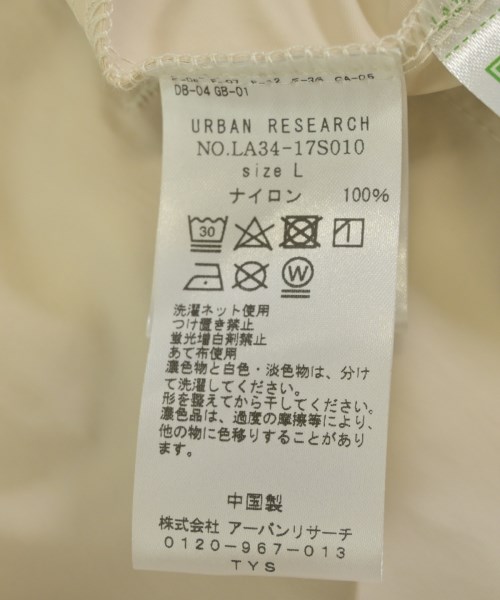 DB-04 GB-01
URBAN RESEARCH
NO.LA34-17S010
size L
ナイロン 100%
30
W
洗濯ネット使用
つけ置き禁止
蛍光増白剤禁止
あて布使用
濃色物と白色・淡色物は、分け
て洗濯してください。
形を整えてから干してください。
濃色品は、過度の摩擦等により、
他の物に色移りすることがあり
ます。
中国製
株式会社 アーバンリサーチ
0120-967-013
TYS